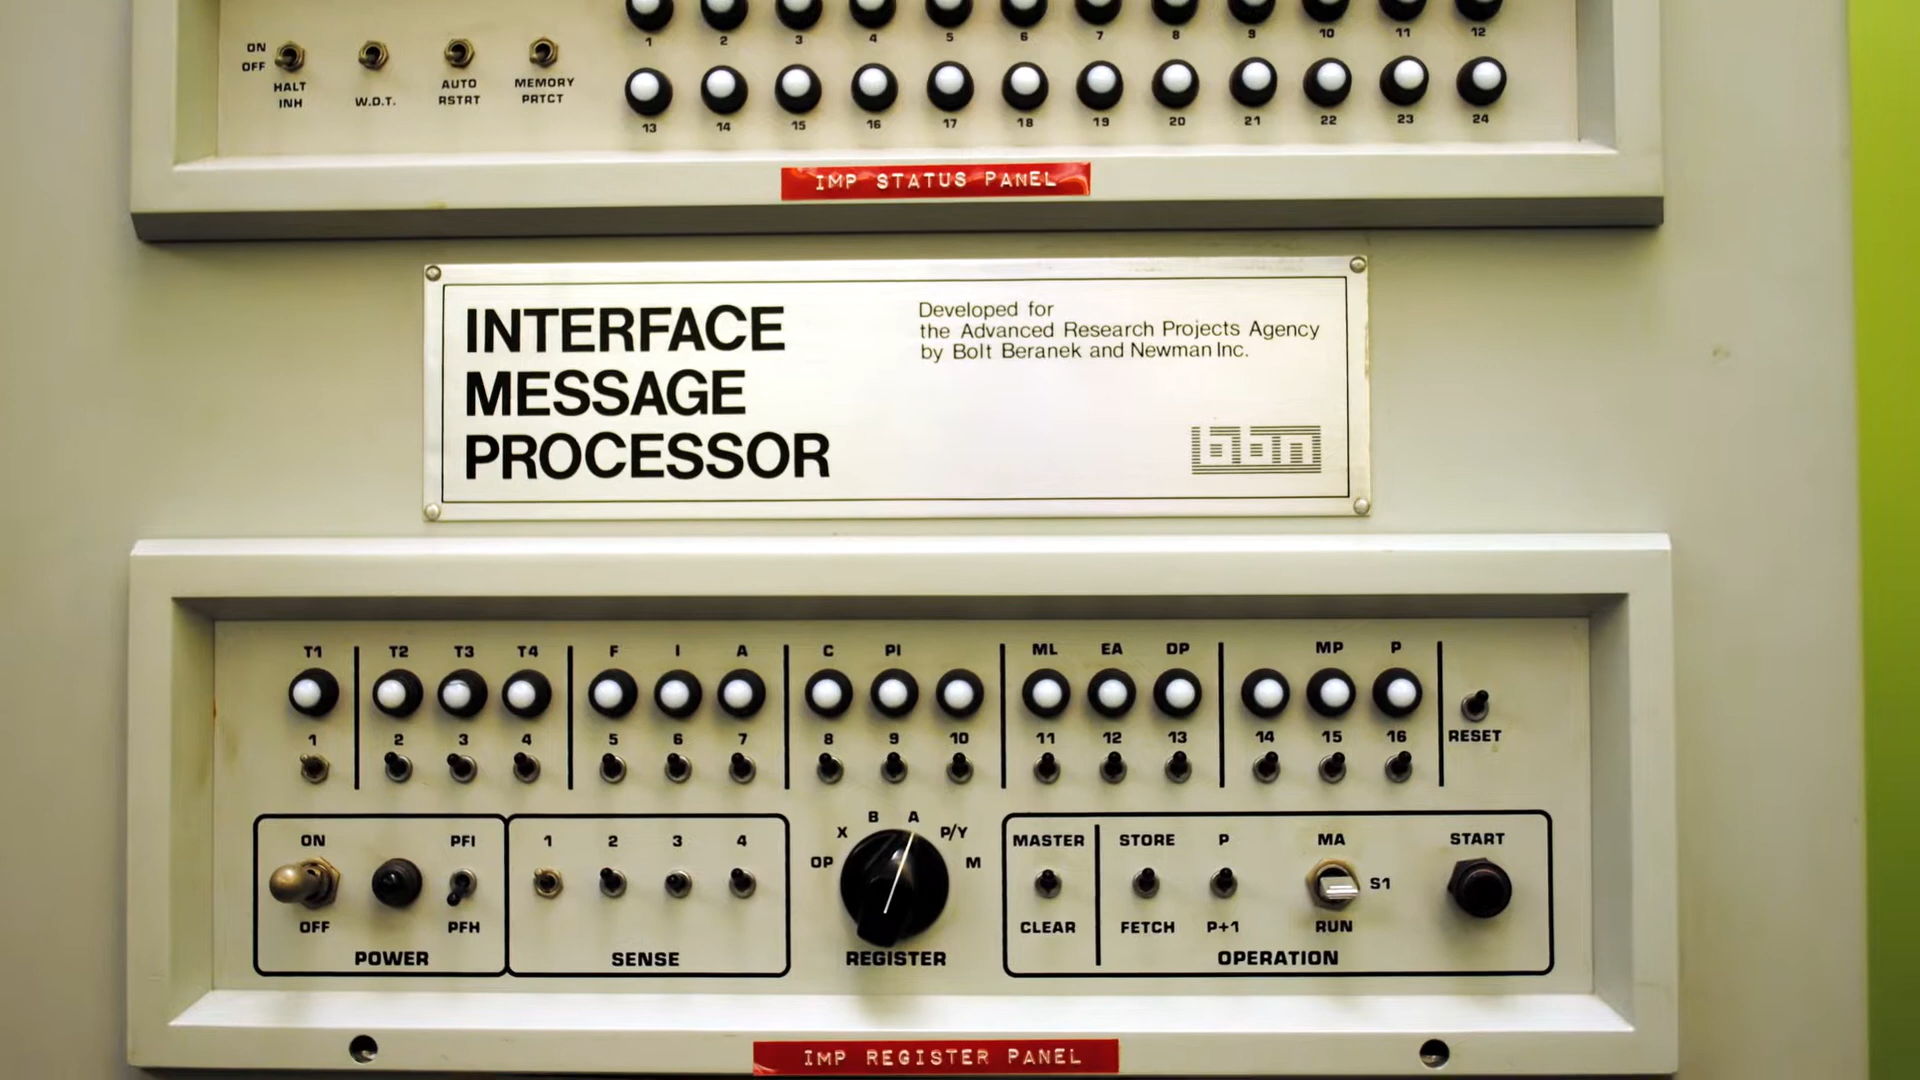 1 2 3 4 5 6 7 8 9 10 11 12
ON
OFF
HALT
INH
W.D.T.
AUTO
RSTRT
MEMORY
PRTCT
13 14 15 16 17 18 19 20 21 22 23 24
IMP STATUS PANEL
INTERFACE
MESSAGE
PROCESSOR
Developed for
the Advanced Research Projects Agency
by Bolt Beranek and Newman Inc.
bbn
T1 T2 T3 T4 F I A C PI ML EA OP MP P
1 2 3 4 5 6 7 8 9 10 11 12 13 14 15 16
RESET
ON
OFF
PFI
PFH
POWER
1 2 3 4
SENSE
OP X B A P/Y M
REGISTER
MASTER
CLEAR
STORE
FETCH
P
P+1
MA
S1
RUN
START
OPERATION
IMP REGISTER PANEL